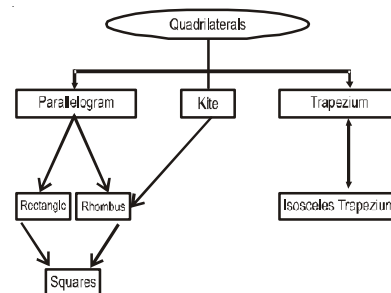 Quadrilaterals
Parallelogram
Kite
Trapezium
Rectangle
Rhombus
Isosceles Trapezium
Squares